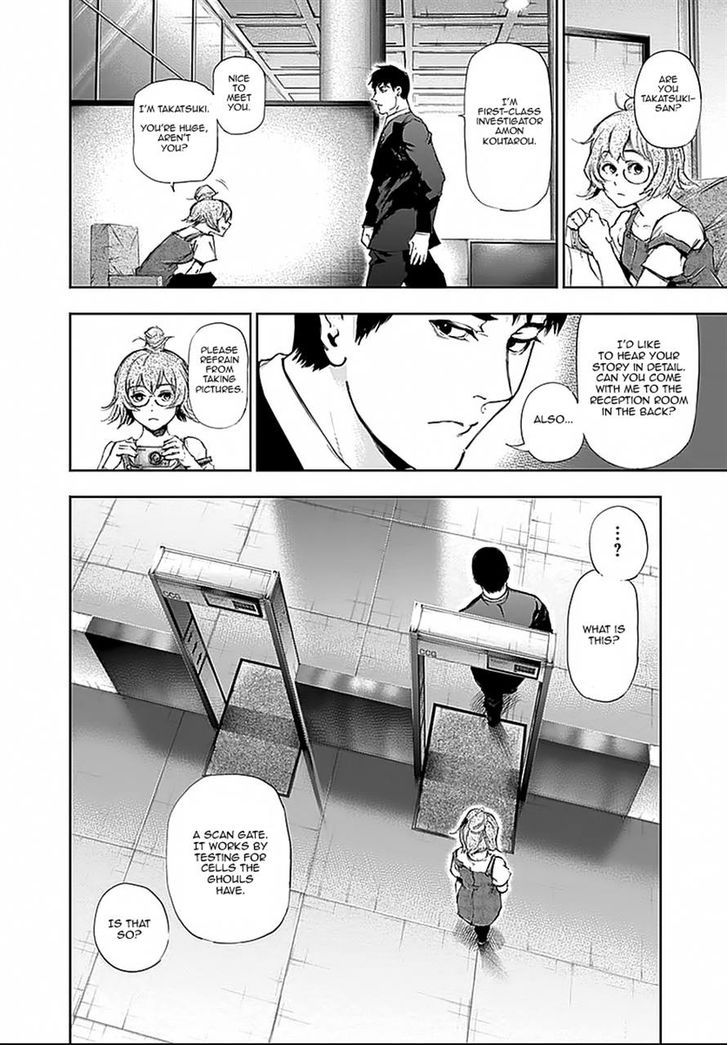 ARE
YOU
TAKATSUKI-
SAN?
I'M
FIRST-CLASS
INVESTIGATOR
AMON
KOUTAROU.
NICE
TO
MEET
YOU.
I'M TAKATSUKI.
YOU'RE HUGE,
AREN'T
YOU?
I'D LIKE
TO HEAR YOUR
STORY IN DETAIL.
CAN YOU COME
WITH ME TO THE
RECEPTION ROOM
IN THE BACK?
ALSO...
PLEASE
REFRAIN
FROM
TAKING
PICTURES.
...?
WHAT IS
THIS?
CCG
CCG
A SCAN GATE.
IT WORKS BY
TESTING FOR
CELLS THE
GHOULS
HAVE.
IS THAT
SO?